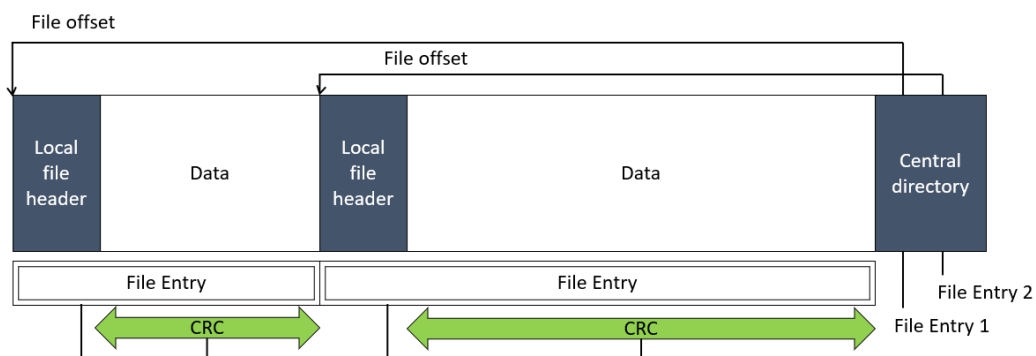 File offset
File offset
Local
file
header
Data
Local
file
header
Data
Central
directory
File Entry
File Entry
File Entry 2
File Entry 1
CRC
CRC